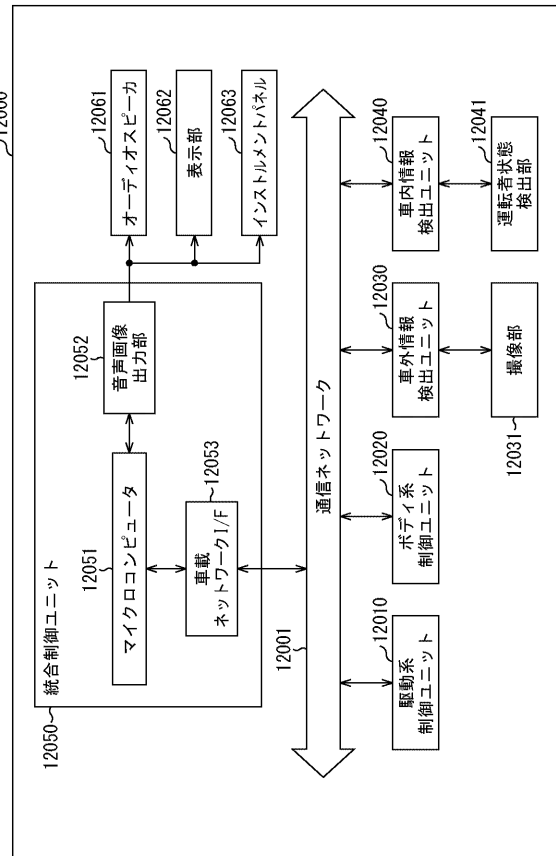 12000
12050
統合制御ユニット
12051
マイクロコンピュータ
12052
音声画像
出力部
12053
車載
ネットワークI/F
12061
オーディオスピーカ
12062
表示部
12063
インストルメントパネル
12001
通信ネットワーク
12010
駆動系
制御ユニット
12020
ボディ系
制御ユニット
12030
車外情報
検出ユニット
12040
車内情報
検出ユニット
12031
撮像部
12041
運転者状態
検出部